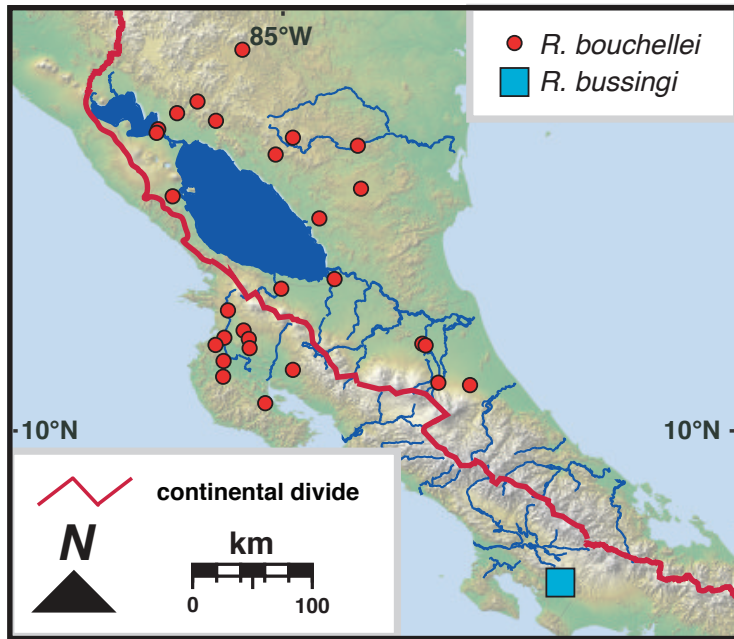 85°W
R. bouchellei
R. bussingi
10°N
10°N
continental divide
N
km
0 100